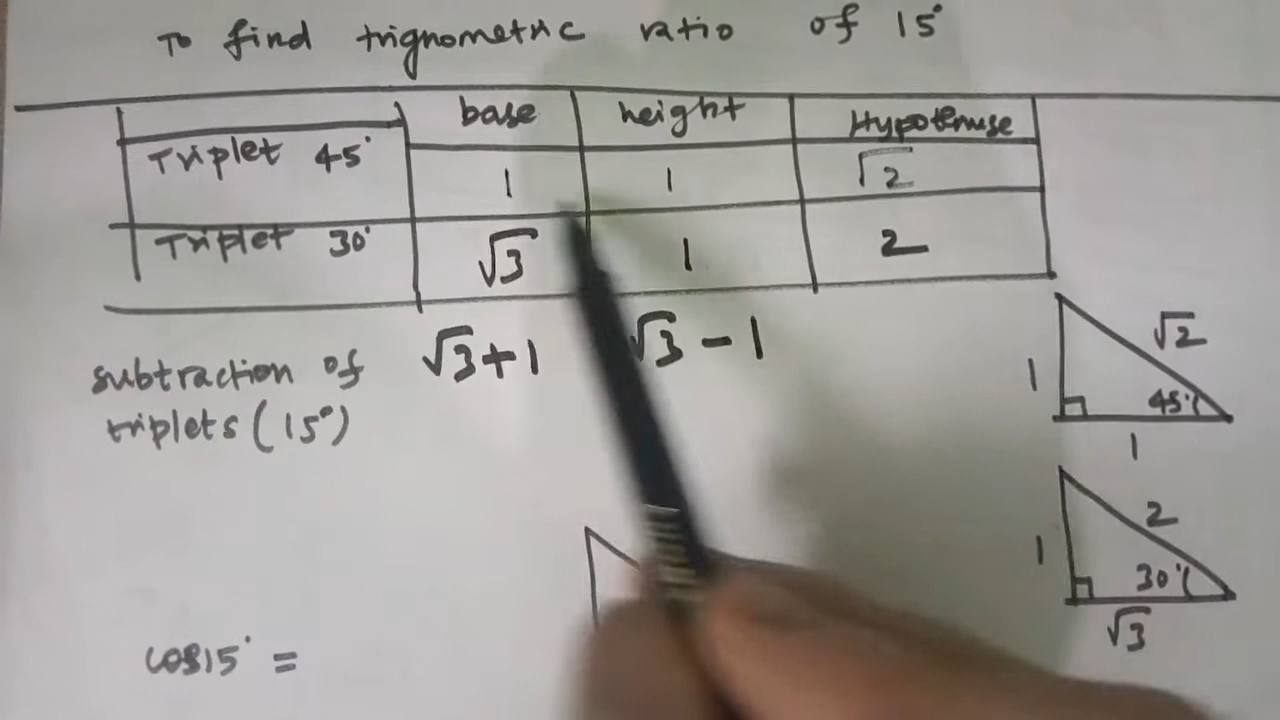 To find trignometric ratio of 15°
base height Hypotenuse
Triplet 45° 1 1 √2
Triplet 30° √3 1 2
subtraction of triplets (15°) √3+1 √3-1
√2
1
45°
1
2
1
30°
√3
cos15° =